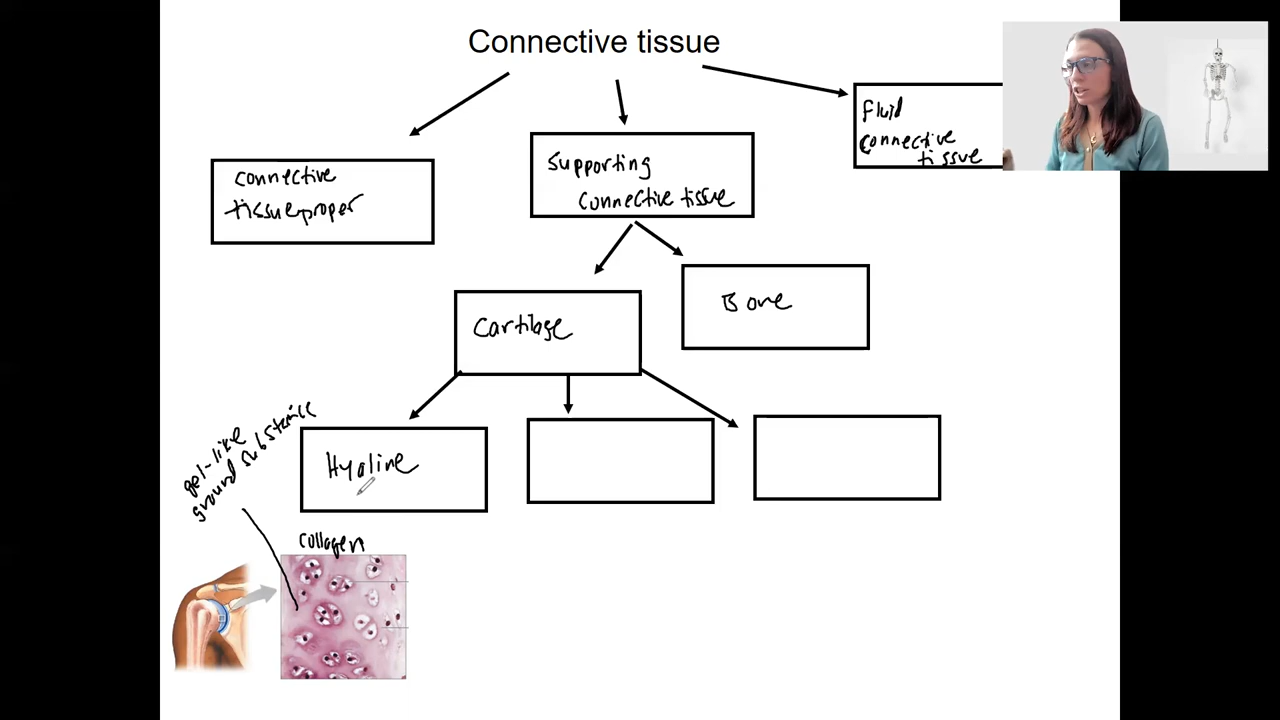 Connective tissue
connective
tissue proper
supporting
connective tissue
fluid
connective
tissue
Cartilage
Bone
Hyaline
gel-like
ground substance
collagen